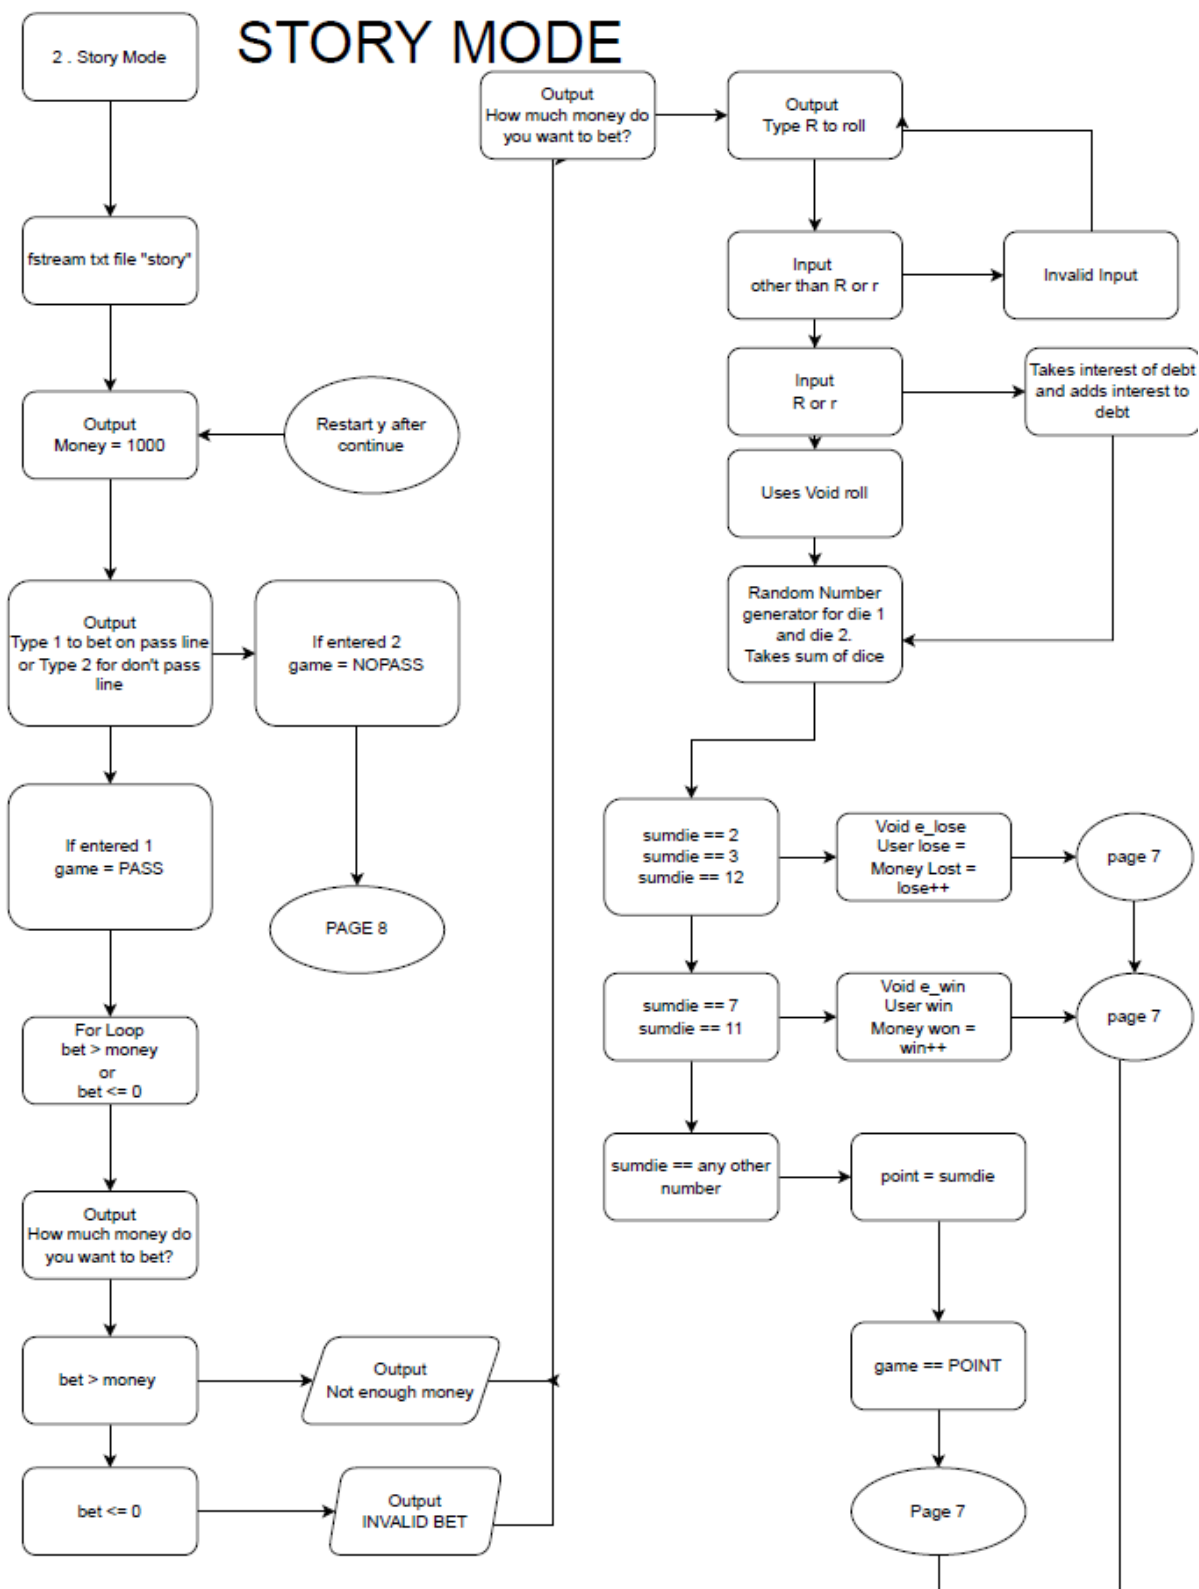 STORY MODE
2 . Story Mode
fstream txt file "story"
Output
Money = 1000
Restart y after
continue
Output
Type 1 to bet on pass line
or Type 2 for don't pass
line
If entered 2
game = NOPASS
If entered 1
game = PASS
PAGE 8
For Loop
bet > money
or
bet <= 0
Output
How much money do
you want to bet?
bet > money
Output
Not enough money
bet <= 0
Output
INVALID BET
Output
How much money do
you want to bet?
Output
Type R to roll
Input
other than R or r
Invalid Input
Input
R or r
Takes interest of debt
and adds interest to
debt
Uses Void roll
Random Number
generator for die 1
and die 2.
Takes sum of dice
sumdie == 2
sumdie == 3
sumdie == 12
Void e_lose
User lose =
Money Lost =
lose++
page 7
sumdie == 7
sumdie == 11
Void e_win
User win
Money won =
win++
page 7
sumdie == any other
number
point = sumdie
game == POINT
Page 7